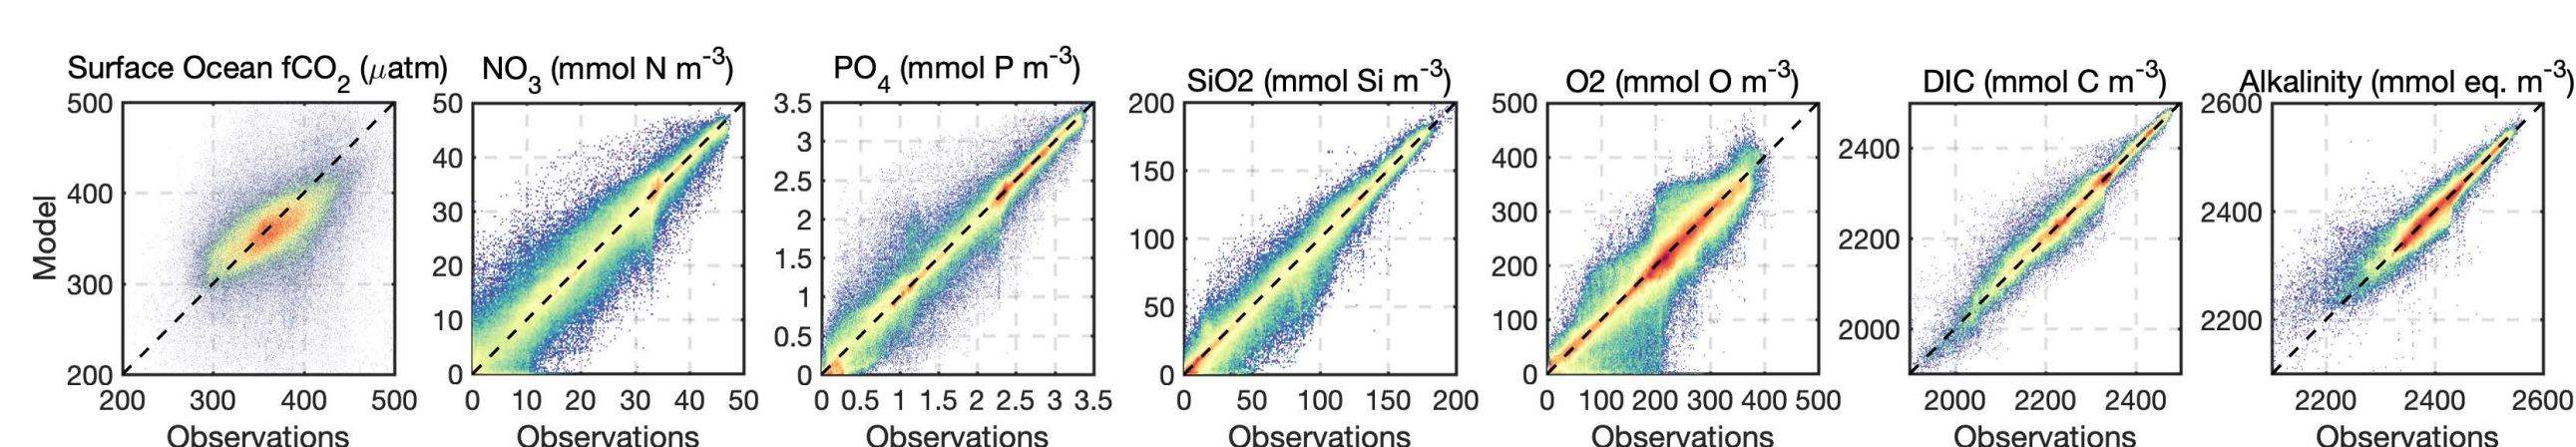 Surface Ocean fCO2 (μatm)
500
400
300
200
200 300 400 500
Model
Observations
NO3 (mmol N m-3)
50
40
30
20
10
0
0 10 20 30 40 50
Observations
PO4 (mmol P m-3)
3.5
3
2.5
2
1.5
1
0.5
0
0 0.5 1 1.5 2 2.5 3 3.5
Observations
SiO2 (mmol Si m-3)
200
150
100
50
0
0 50 100 150 200
Observations
O2 (mmol O m-3)
500
400
300
200
100
0
0 100 200 300 400 500
Observations
DIC (mmol C m-3)
2400
2200
2000
2000 2200 2400
Observations
Alkalinity (mmol eq. m-3)
2600
2400
2200
2200 2400 2600
Observations